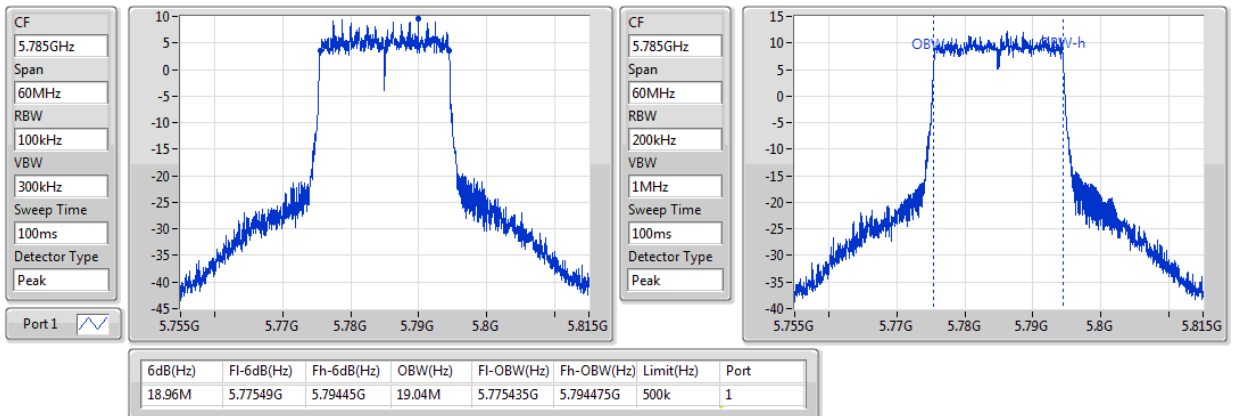 CF
5.785GHz
Span
60MHz
RBW
100kHz
VBW
300kHz
Sweep Time
100ms
Detector Type
Peak
Port 1
10-
5-
0-
-5-
-10-
-15-
-20-
-25-
-30-
-35-
-40-
-45-
5.755G 5.77G 5.78G 5.79G 5.8G 5.815G
CF
5.785GHz
Span
60MHz
RBW
200kHz
VBW
1MHz
Sweep Time
100ms
Detector Type
Peak
15-
10-
5-
0-
-5-
-10-
-15-
-20-
-25-
-30-
-35-
-40-
5.755G 5.77G 5.78G 5.79G 5.8G 5.815G
6dB(Hz) Fl-6dB(Hz) Fh-6dB(Hz) OBW(Hz) Fl-OBW(Hz) Fh-OBW(Hz) Limit(Hz) Port
18.96M 5.77549G 5.79445G 19.04M 5.775435G 5.794475G 500k 1